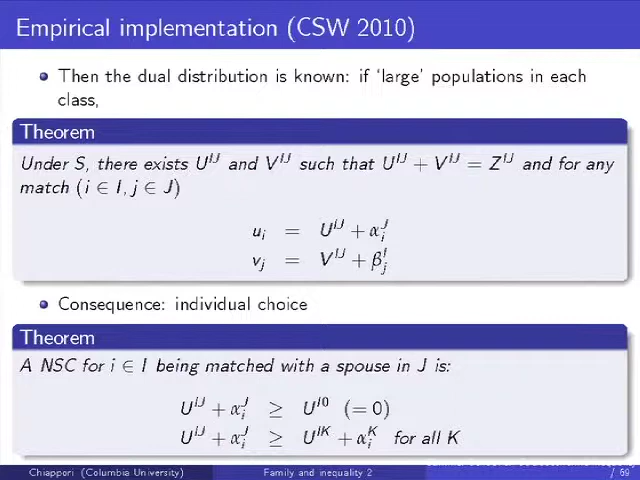 Empirical implementation (CSW 2010)
Then the dual distribution is known: if ‘large’ populations in each
class,
Theorem
Under S, there exists U^{IJ} and V^{IJ} such that U^{IJ} + V^{IJ} = Z^{IJ} and for any
match (i ∈ I, j ∈ J)
u_i = U^{IJ} + α_i^J
v_j = V^{IJ} + β_j^I
Consequence: individual choice
Theorem
A NSC for i ∈ I being matched with a spouse in J is:
U^{IJ} + α_i^J ≥ U^{I0} (= 0)
U^{IJ} + α_i^J ≥ U^{IK} + α_i^K for all K
Chiappori (Columbia University) Family and inequality 2 / 69